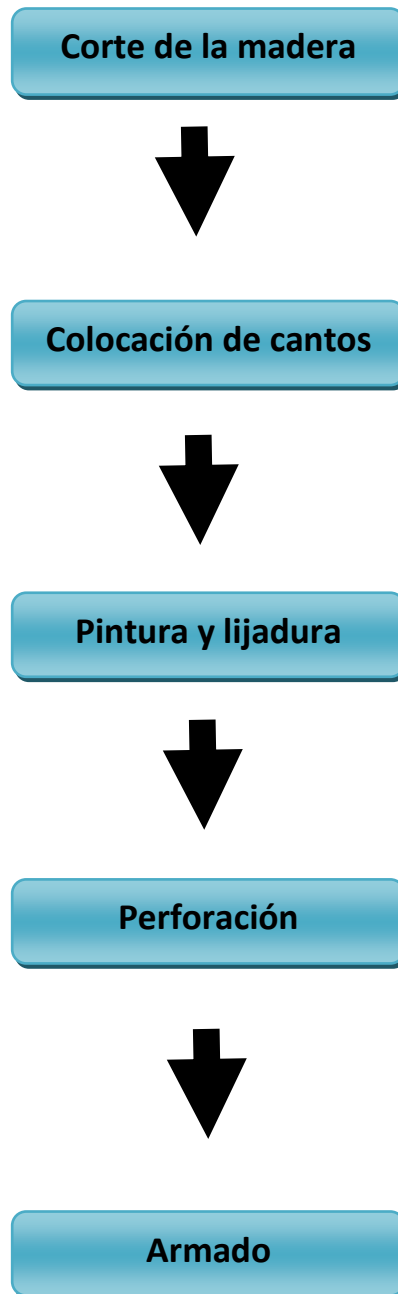 Corte de la madera
Colocación de cantos
Pintura y lijadura
Perforación
Armado